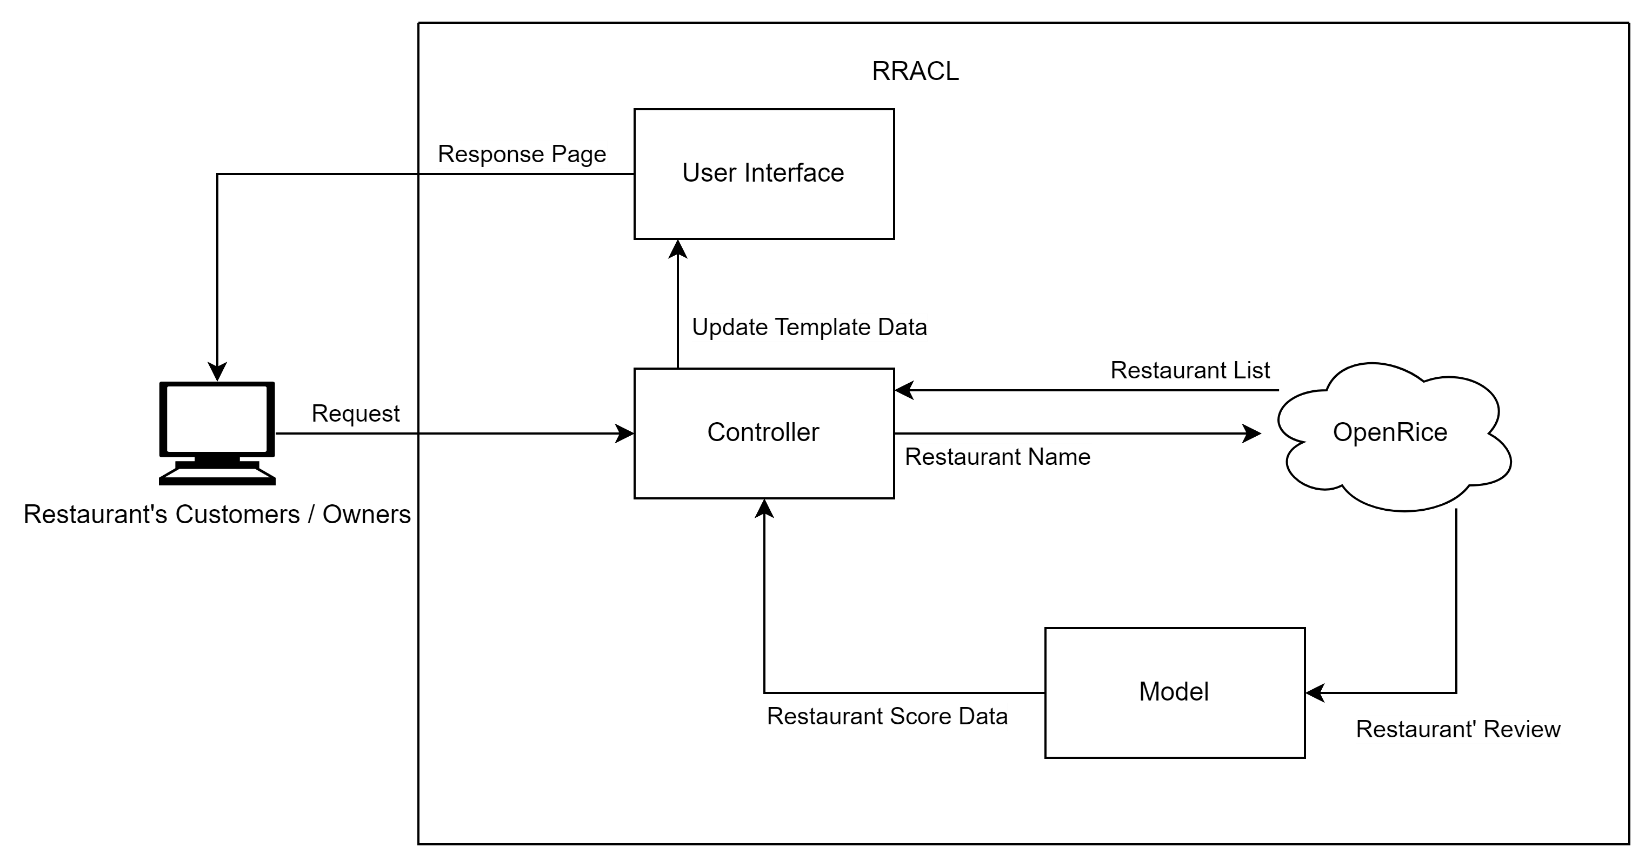 RRACL
Response Page
User Interface
Update Template Data
Restaurant List
Request
Controller
OpenRice
Restaurant Name
Restaurant's Customers / Owners
Model
Restaurant Score Data
Restaurant' Review